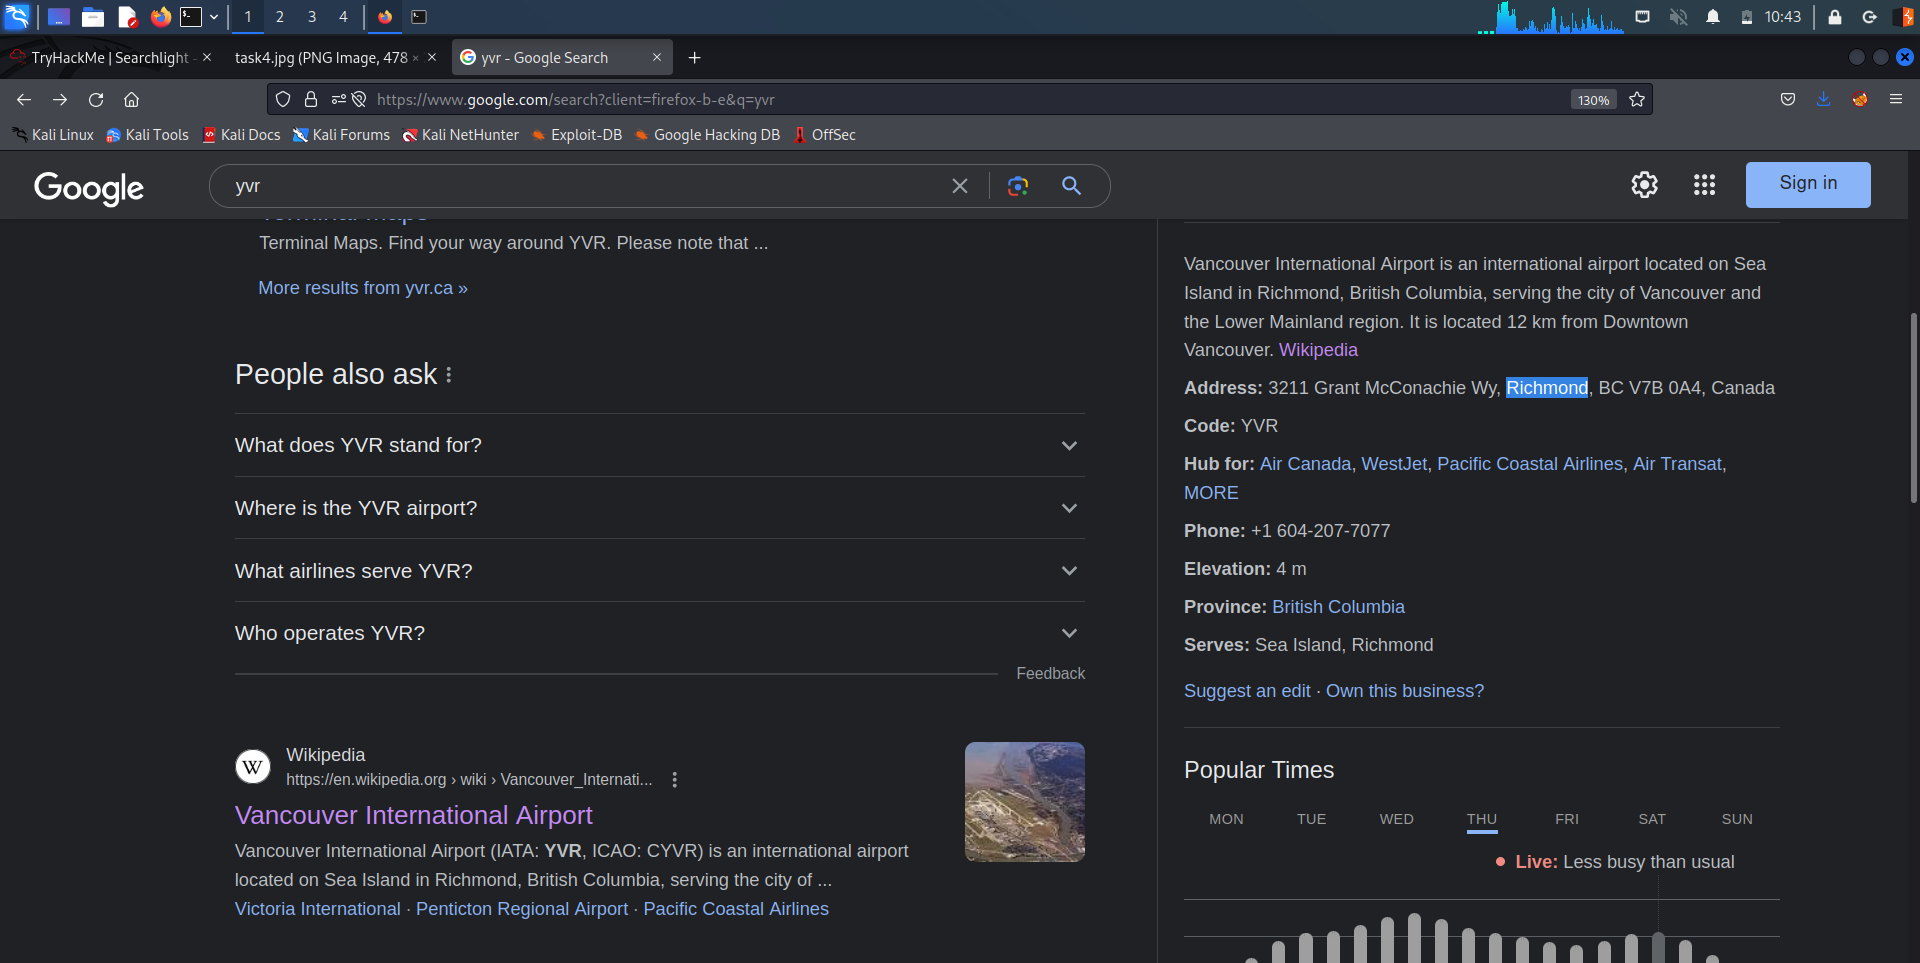 1 2 3 4 10:43
TryHackMe | Searchlight -
task4.jpg (PNG Image, 478 ×
yvr - Google Search
https://www.google.com/search?client=firefox-b-e&q=yvr 130%
Kali Linux Kali Tools Kali Docs Kali Forums Kali NetHunter Exploit-DB Google Hacking DB OffSec
Google
yvr
Sign in
Terminal Maps. Find your way around YVR. Please note that ...
More results from yvr.ca »
People also ask
What does YVR stand for?
Where is the YVR airport?
What airlines serve YVR?
Who operates YVR?
Feedback
W
Wikipedia
https://en.wikipedia.org › wiki › Vancouver_Internati...
Vancouver International Airport
Vancouver International Airport (IATA: YVR, ICAO: CYVR) is an international airport
located on Sea Island in Richmond, British Columbia, serving the city of ...
Victoria International · Penticton Regional Airport · Pacific Coastal Airlines
Vancouver International Airport is an international airport located on Sea
Island in Richmond, British Columbia, serving the city of Vancouver and
the Lower Mainland region. It is located 12 km from Downtown
Vancouver. Wikipedia
Address: 3211 Grant McConachie Wy, Richmond, BC V7B 0A4, Canada
Code: YVR
Hub for: Air Canada, WestJet, Pacific Coastal Airlines, Air Transat,
MORE
Phone: +1 604-207-7077
Elevation: 4 m
Province: British Columbia
Serves: Sea Island, Richmond
Suggest an edit · Own this business?
Popular Times
MON TUE WED THU FRI SAT SUN
Live: Less busy than usual